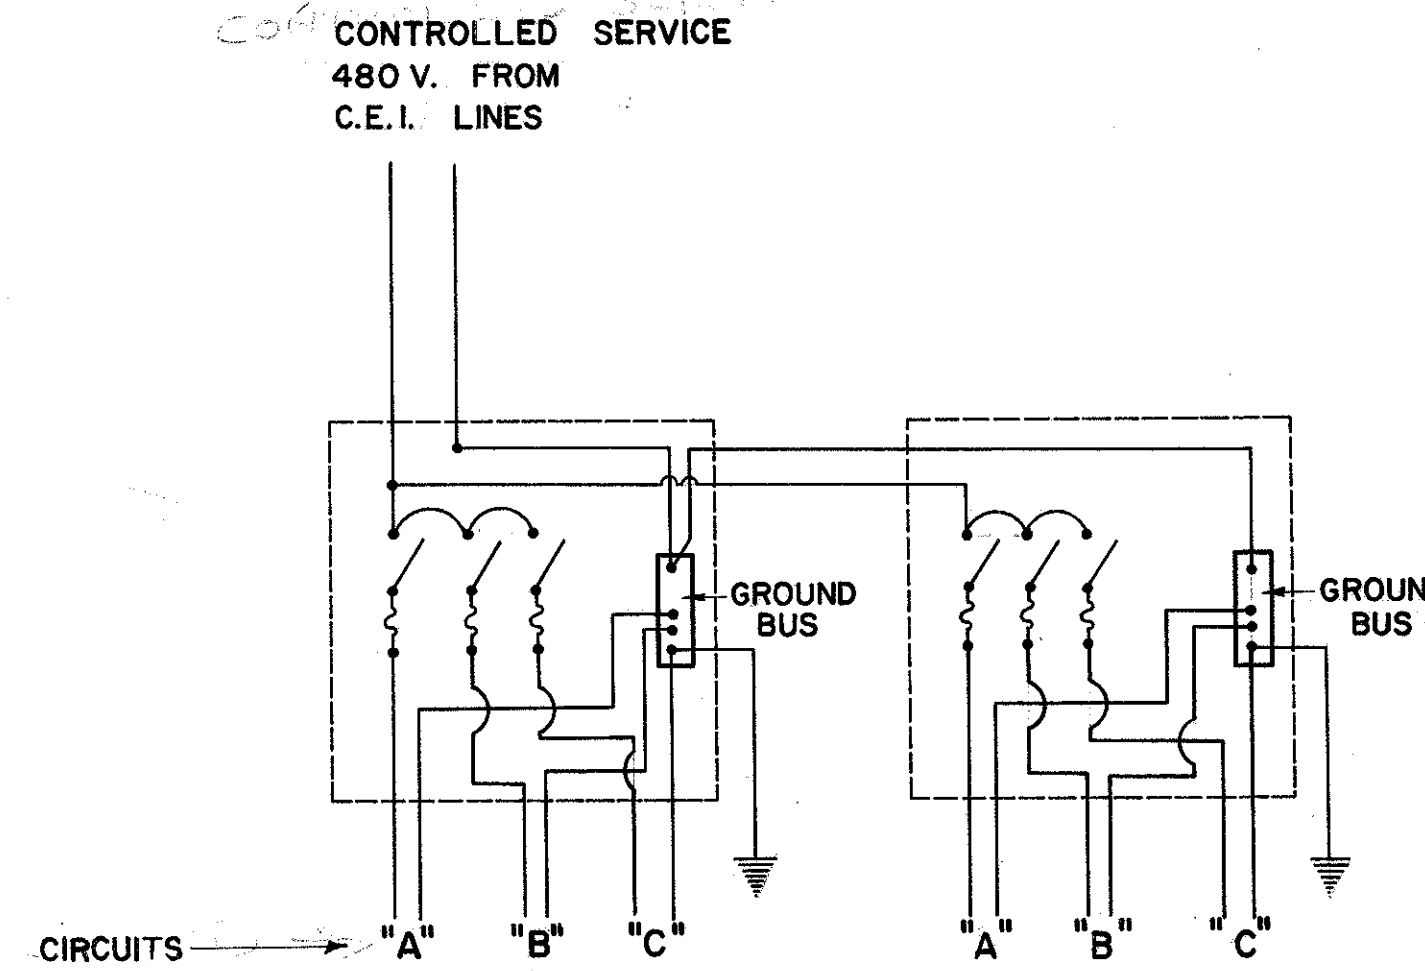 CONTROLLED SERVICE
480 V. FROM
C.E.I. LINES
GROUND
BUS
GROUN
BUS
CIRCUITS
"A"
"B"
"C"
"A"
"B"
"C"